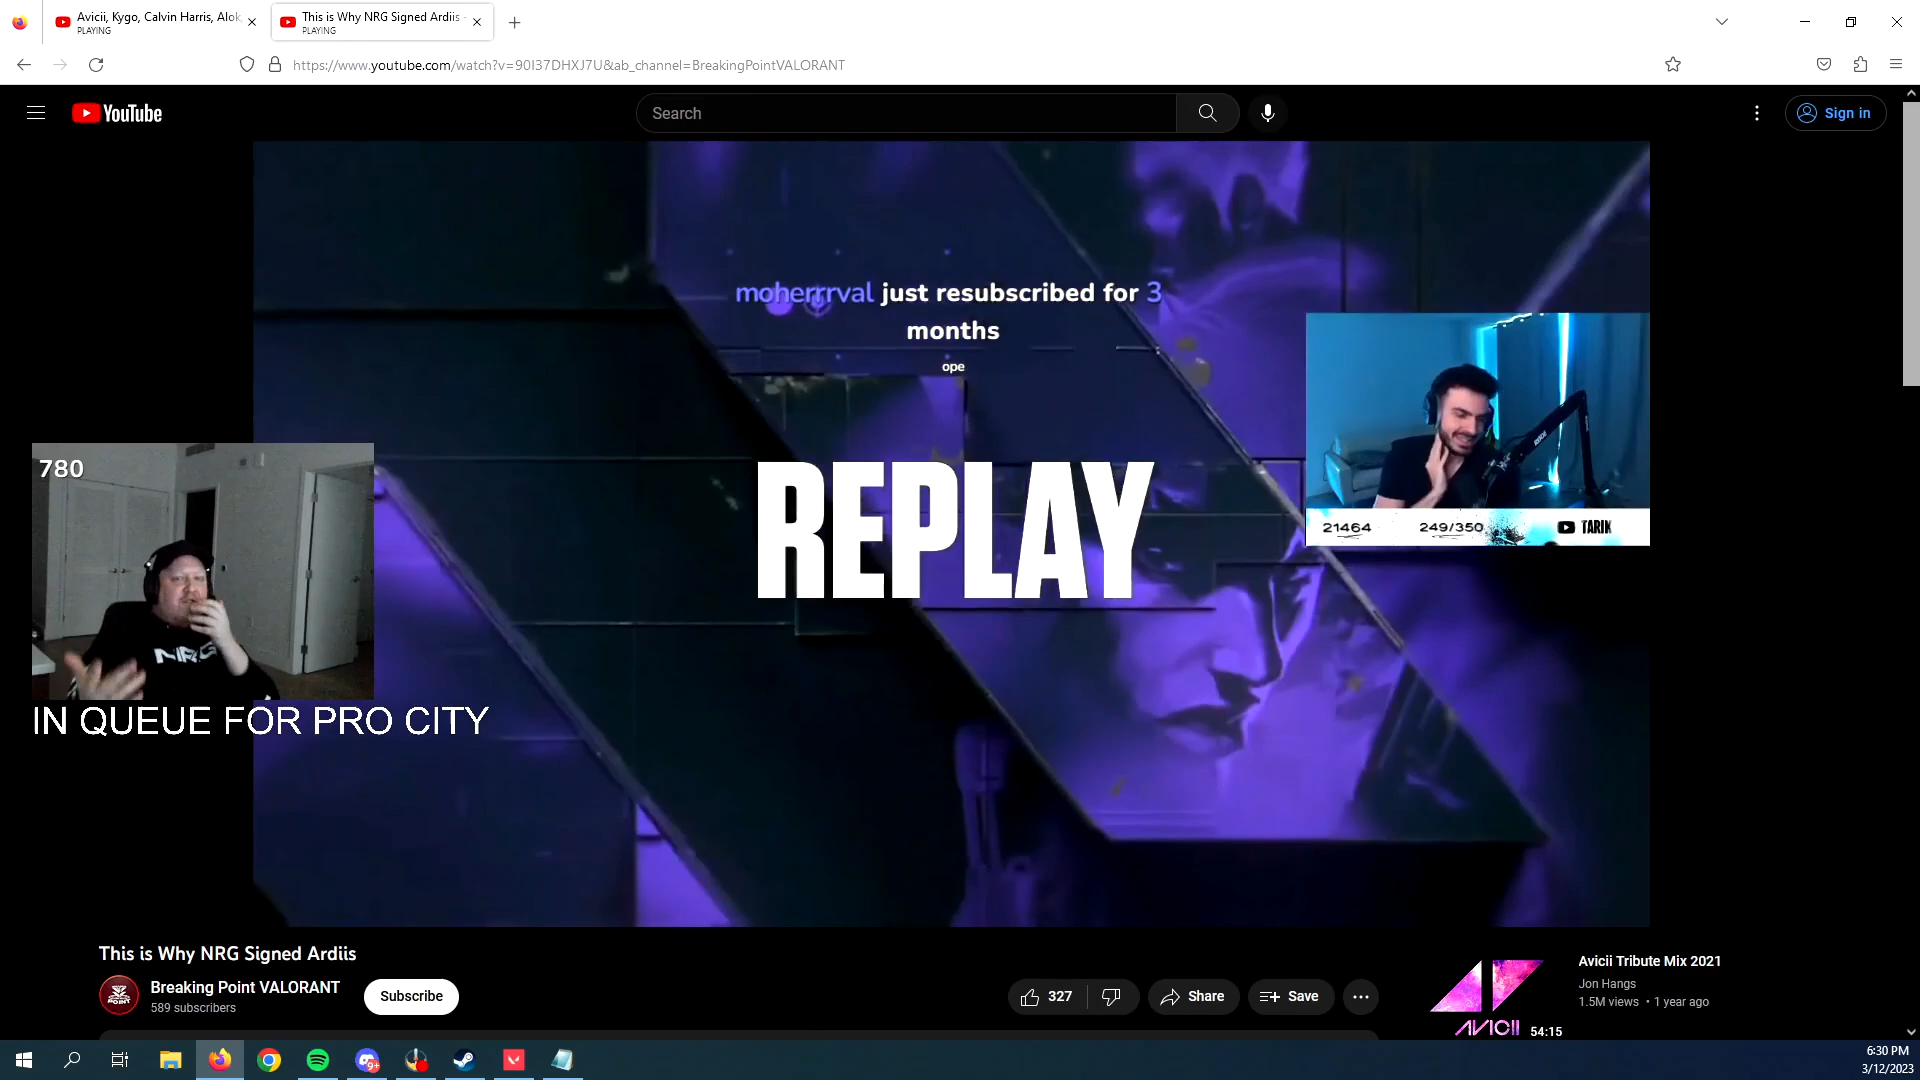 Avicii, Kygo, Calvin Harris, Alok,
PLAYING
This is Why NRG Signed Ardiis -
PLAYING
https://www.youtube.com/watch?v=90I37DHXJ7U&ab_channel=BreakingPointVALORANT
YouTube
Search
Sign in
moherrrval just resubscribed for 3
months
ope
REPLAY
780
NRG
IN QUEUE FOR PRO CITY
21464
249/350
TARIK
This is Why NRG Signed Ardiis
Breaking Point VALORANT
589 subscribers
Subscribe
327
Share
Save
Avicii Tribute Mix 2021
Jon Hangs
1.5M views • 1 year ago
AVICII
54:15
9+
6:30 PM
3/12/2023